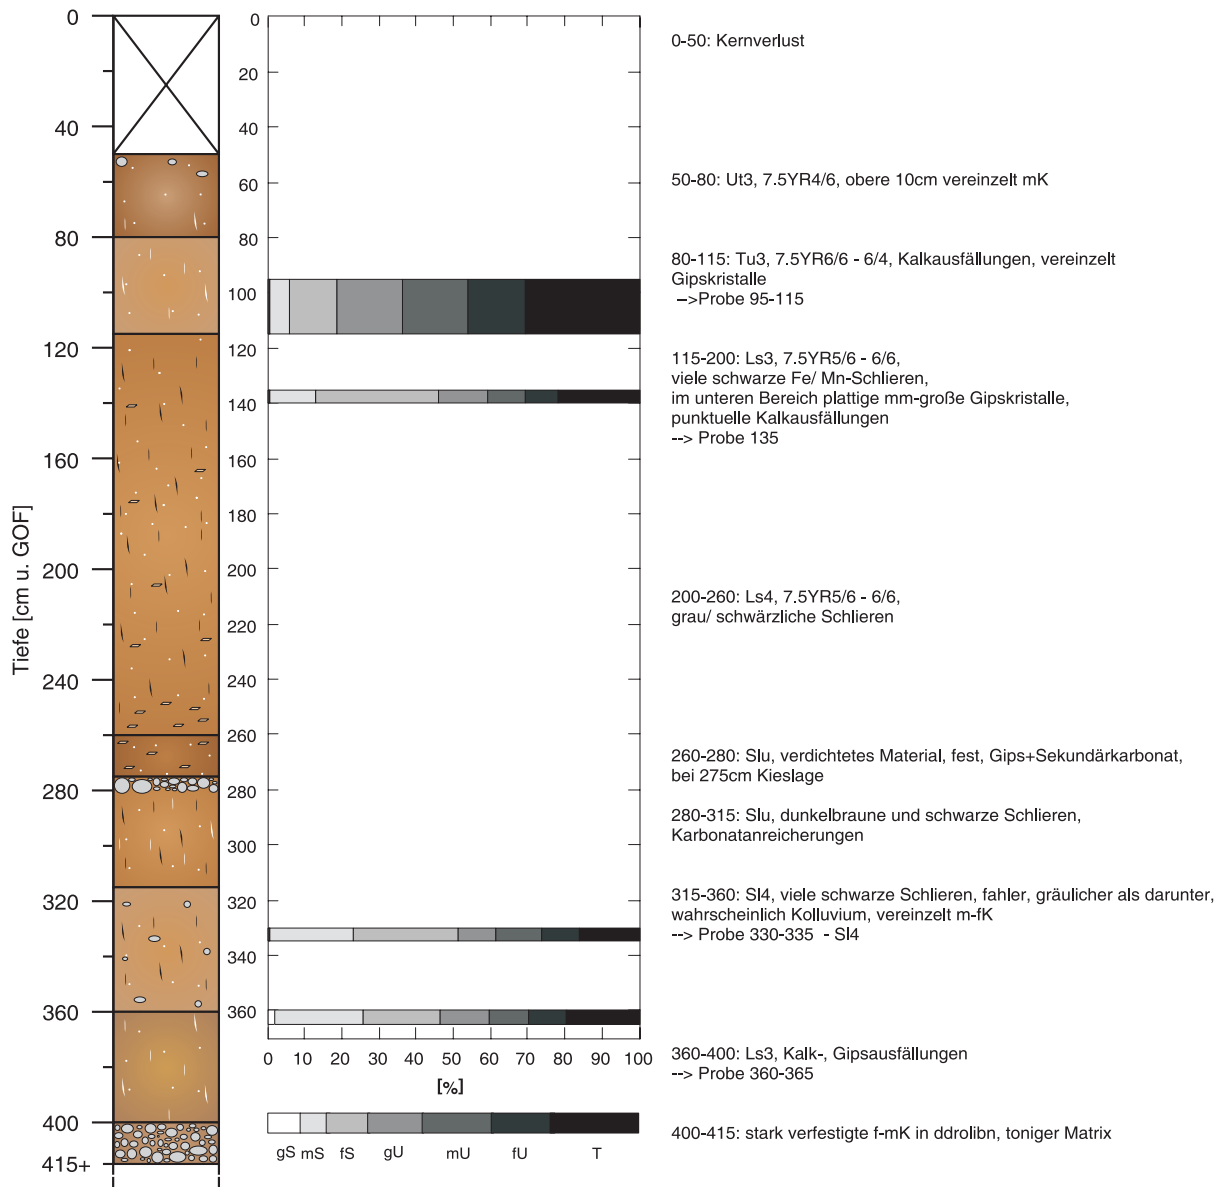 Tiefe [cm u. GOF]
0
40
80
120
160
200
240
280
320
360
400
415+
0
20
40
60
80
100
120
140
160
180
200
220
240
260
280
300
320
340
360
0 10 20 30 40 50 60 70 80 90 100
[%]
gS mS fS gU mU fU T
0-50: Kernverlust
50-80: Ut3, 7.5YR4/6, obere 10cm vereinzelt mK
80-115: Tu3, 7.5YR6/6 - 6/4, Kalkausfällungen, vereinzelt
Gipskristalle
–>Probe 95-115
115-200: Ls3, 7.5YR5/6 - 6/6,
viele schwarze Fe/ Mn-Schlieren,
im unteren Bereich plattige mm-große Gipskristalle,
punktuelle Kalkausfällungen
--> Probe 135
200-260: Ls4, 7.5YR5/6 - 6/6,
grau/ schwärzliche Schlieren
260-280: Slu, verdichtetes Material, fest, Gips+Sekundärkarbonat,
bei 275cm Kieslage
280-315: Slu, dunkelbraune und schwarze Schlieren,
Karbonatanreicherungen
315-360: Sl4, viele schwarze Schlieren, fahler, gräulicher als darunter,
wahrscheinlich Kolluvium, vereinzelt m-fK
--> Probe 330-335 - Sl4
360-400: Ls3, Kalk-, Gipsausfällungen
--> Probe 360-365
400-415: stark verfestigte f-mK in ddrolibn, toniger Matrix